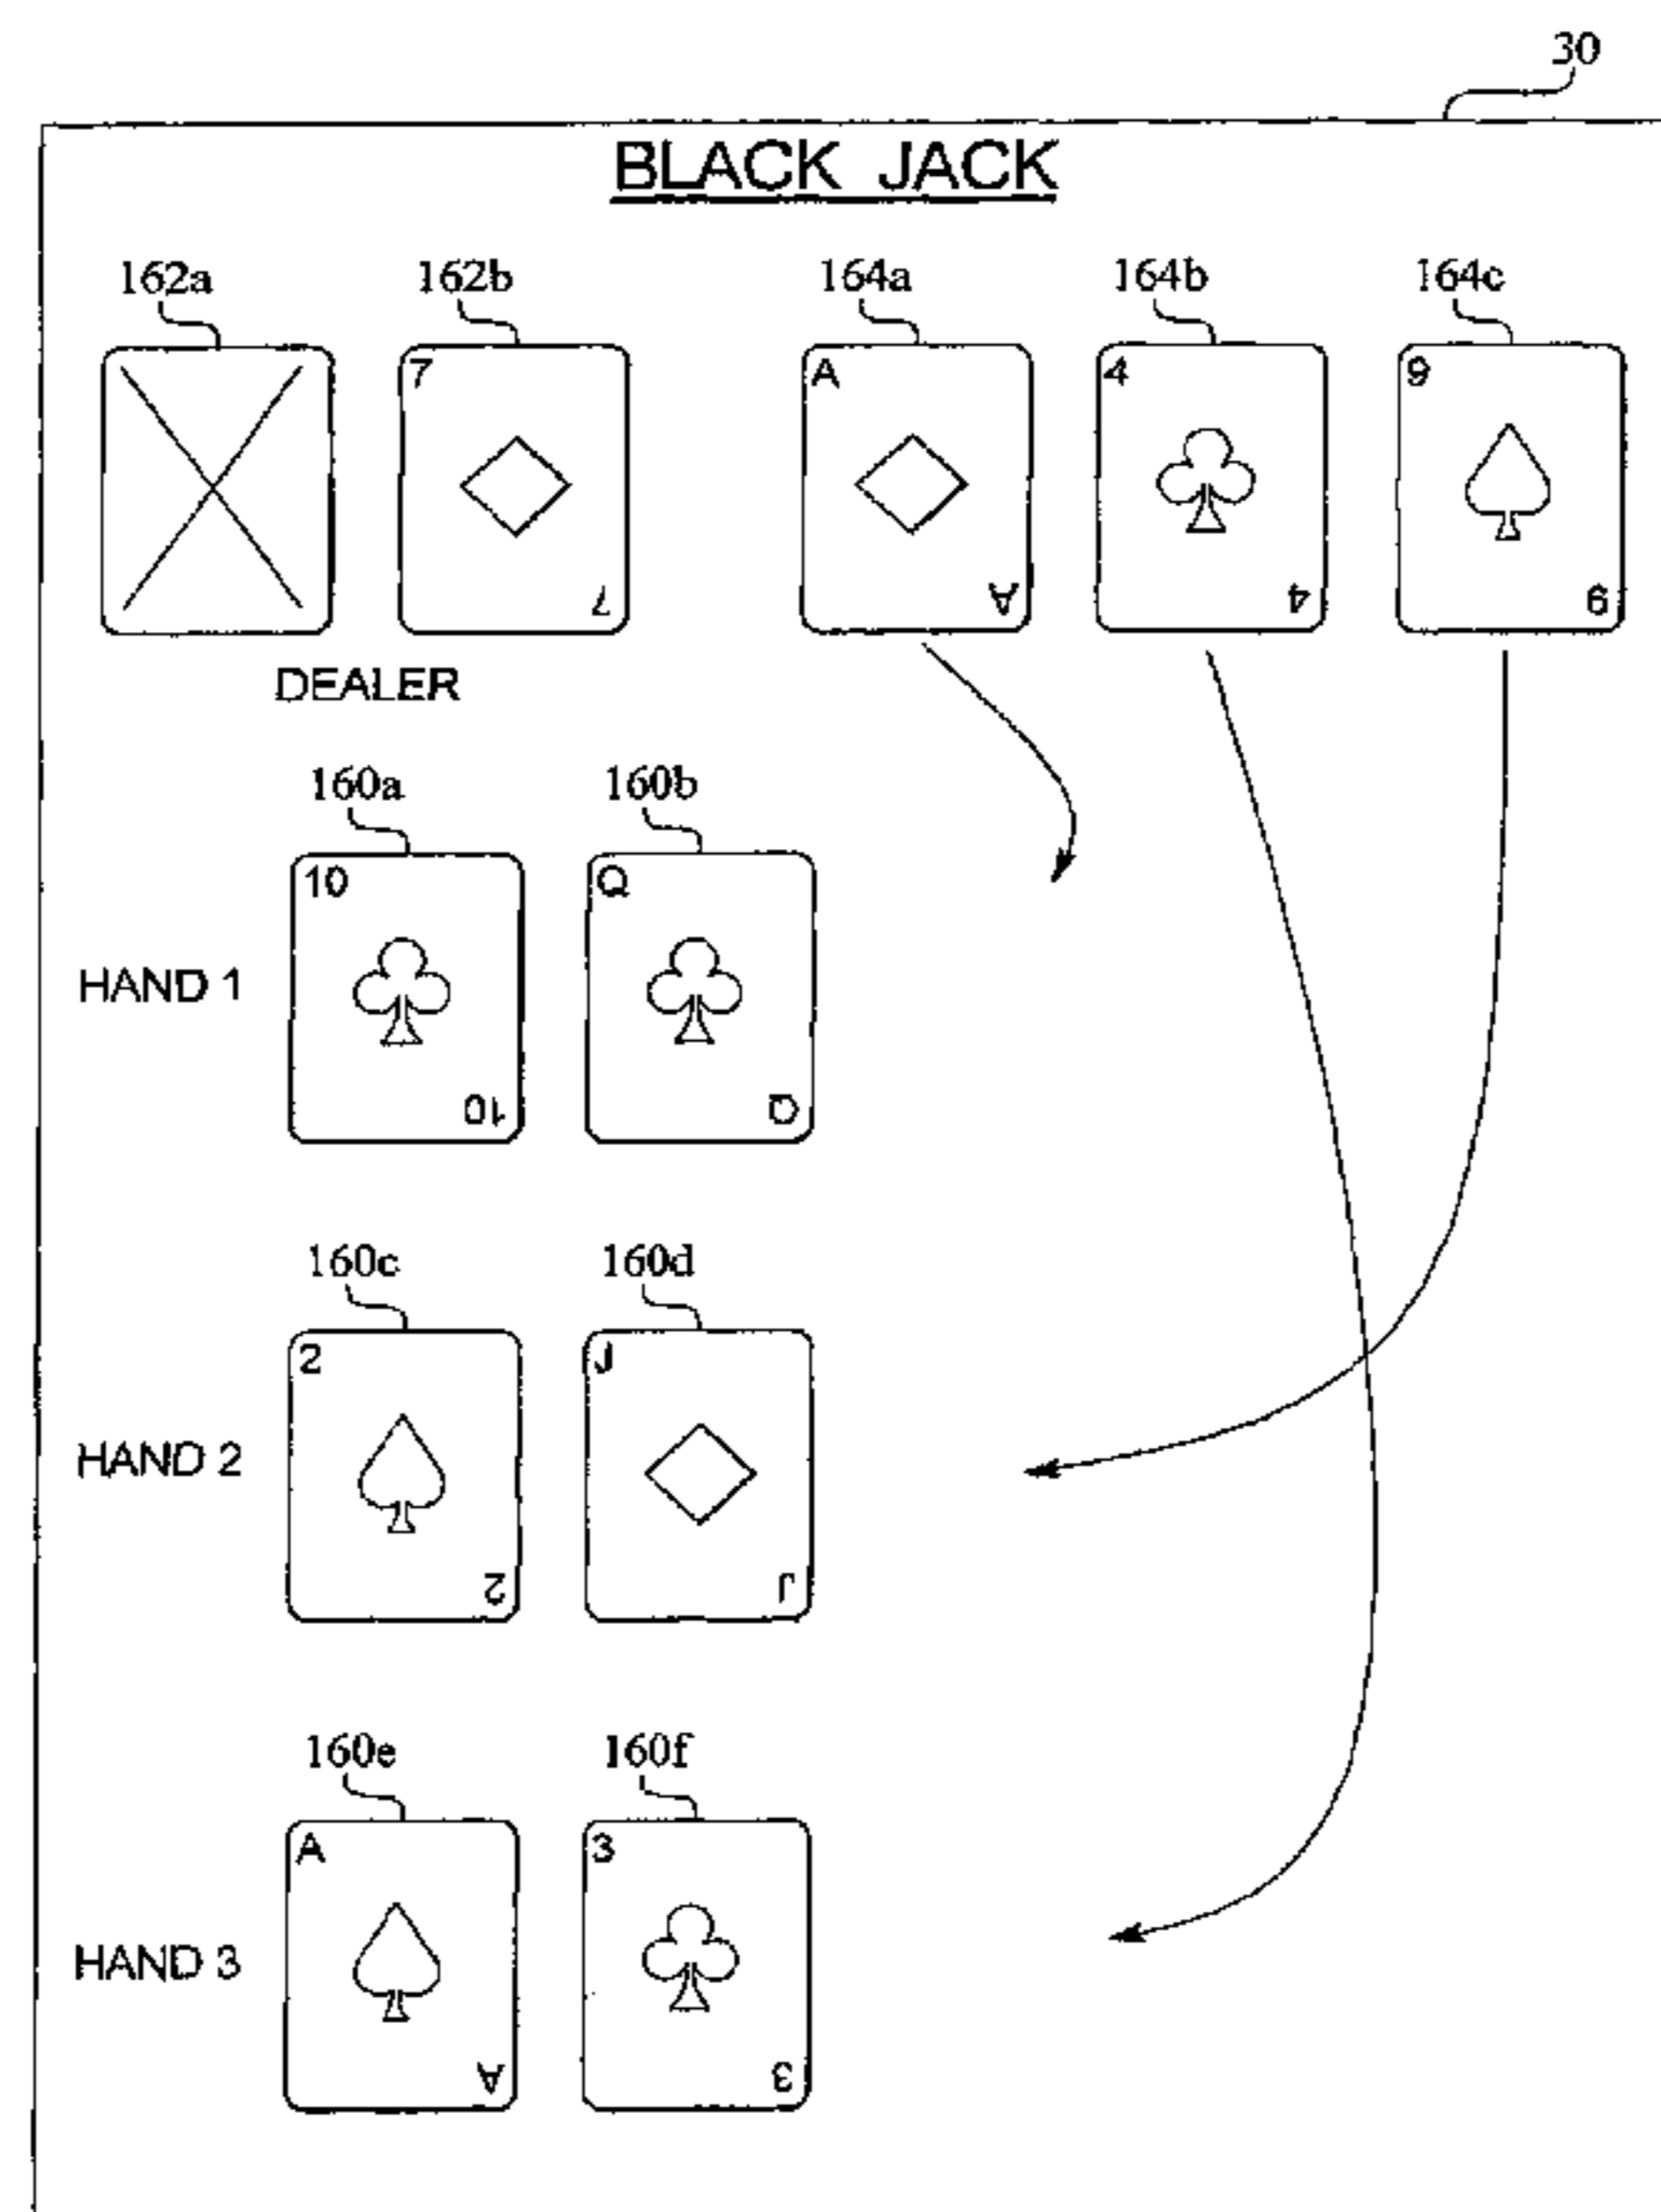 30
BLACK JACK
162a 162b 164a 164b 164c
7 A 4 9
7 A 4 9
DEALER
160a 160b
10 Q
HAND 1
10 Q
160c 160d
2 J
HAND 2
2 J
160e 160f
A 3
HAND 3
A 3